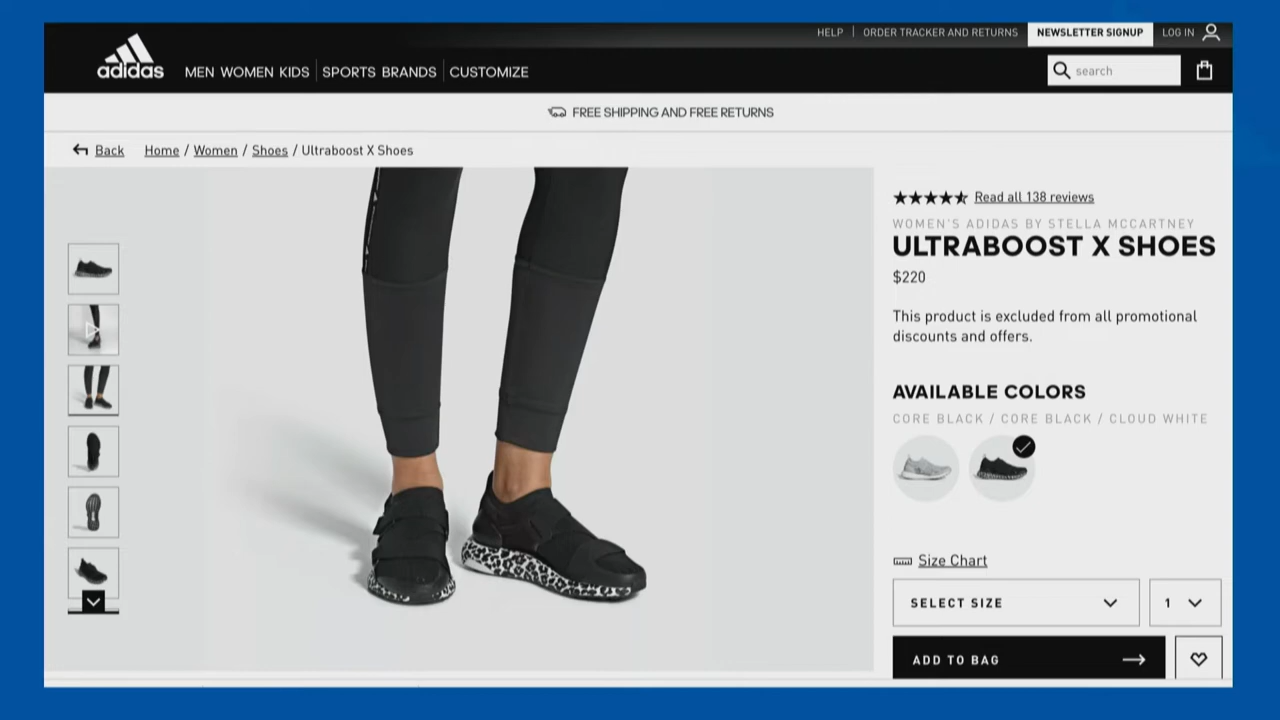 HELP | ORDER TRACKER AND RETURNS NEWSLETTER SIGNUP LOG IN
adidas MEN WOMEN KIDS SPORTS BRANDS CUSTOMIZE search
FREE SHIPPING AND FREE RETURNS
Back Home / Women / Shoes / Ultraboost X Shoes
Read all 138 reviews
WOMEN'S ADIDAS BY STELLA MCCARTNEY
ULTRABOOST X SHOES
$220
This product is excluded from all promotional
discounts and offers.
AVAILABLE COLORS
CORE BLACK / CORE BLACK / CLOUD WHITE
Size Chart
SELECT SIZE 1
ADD TO BAG